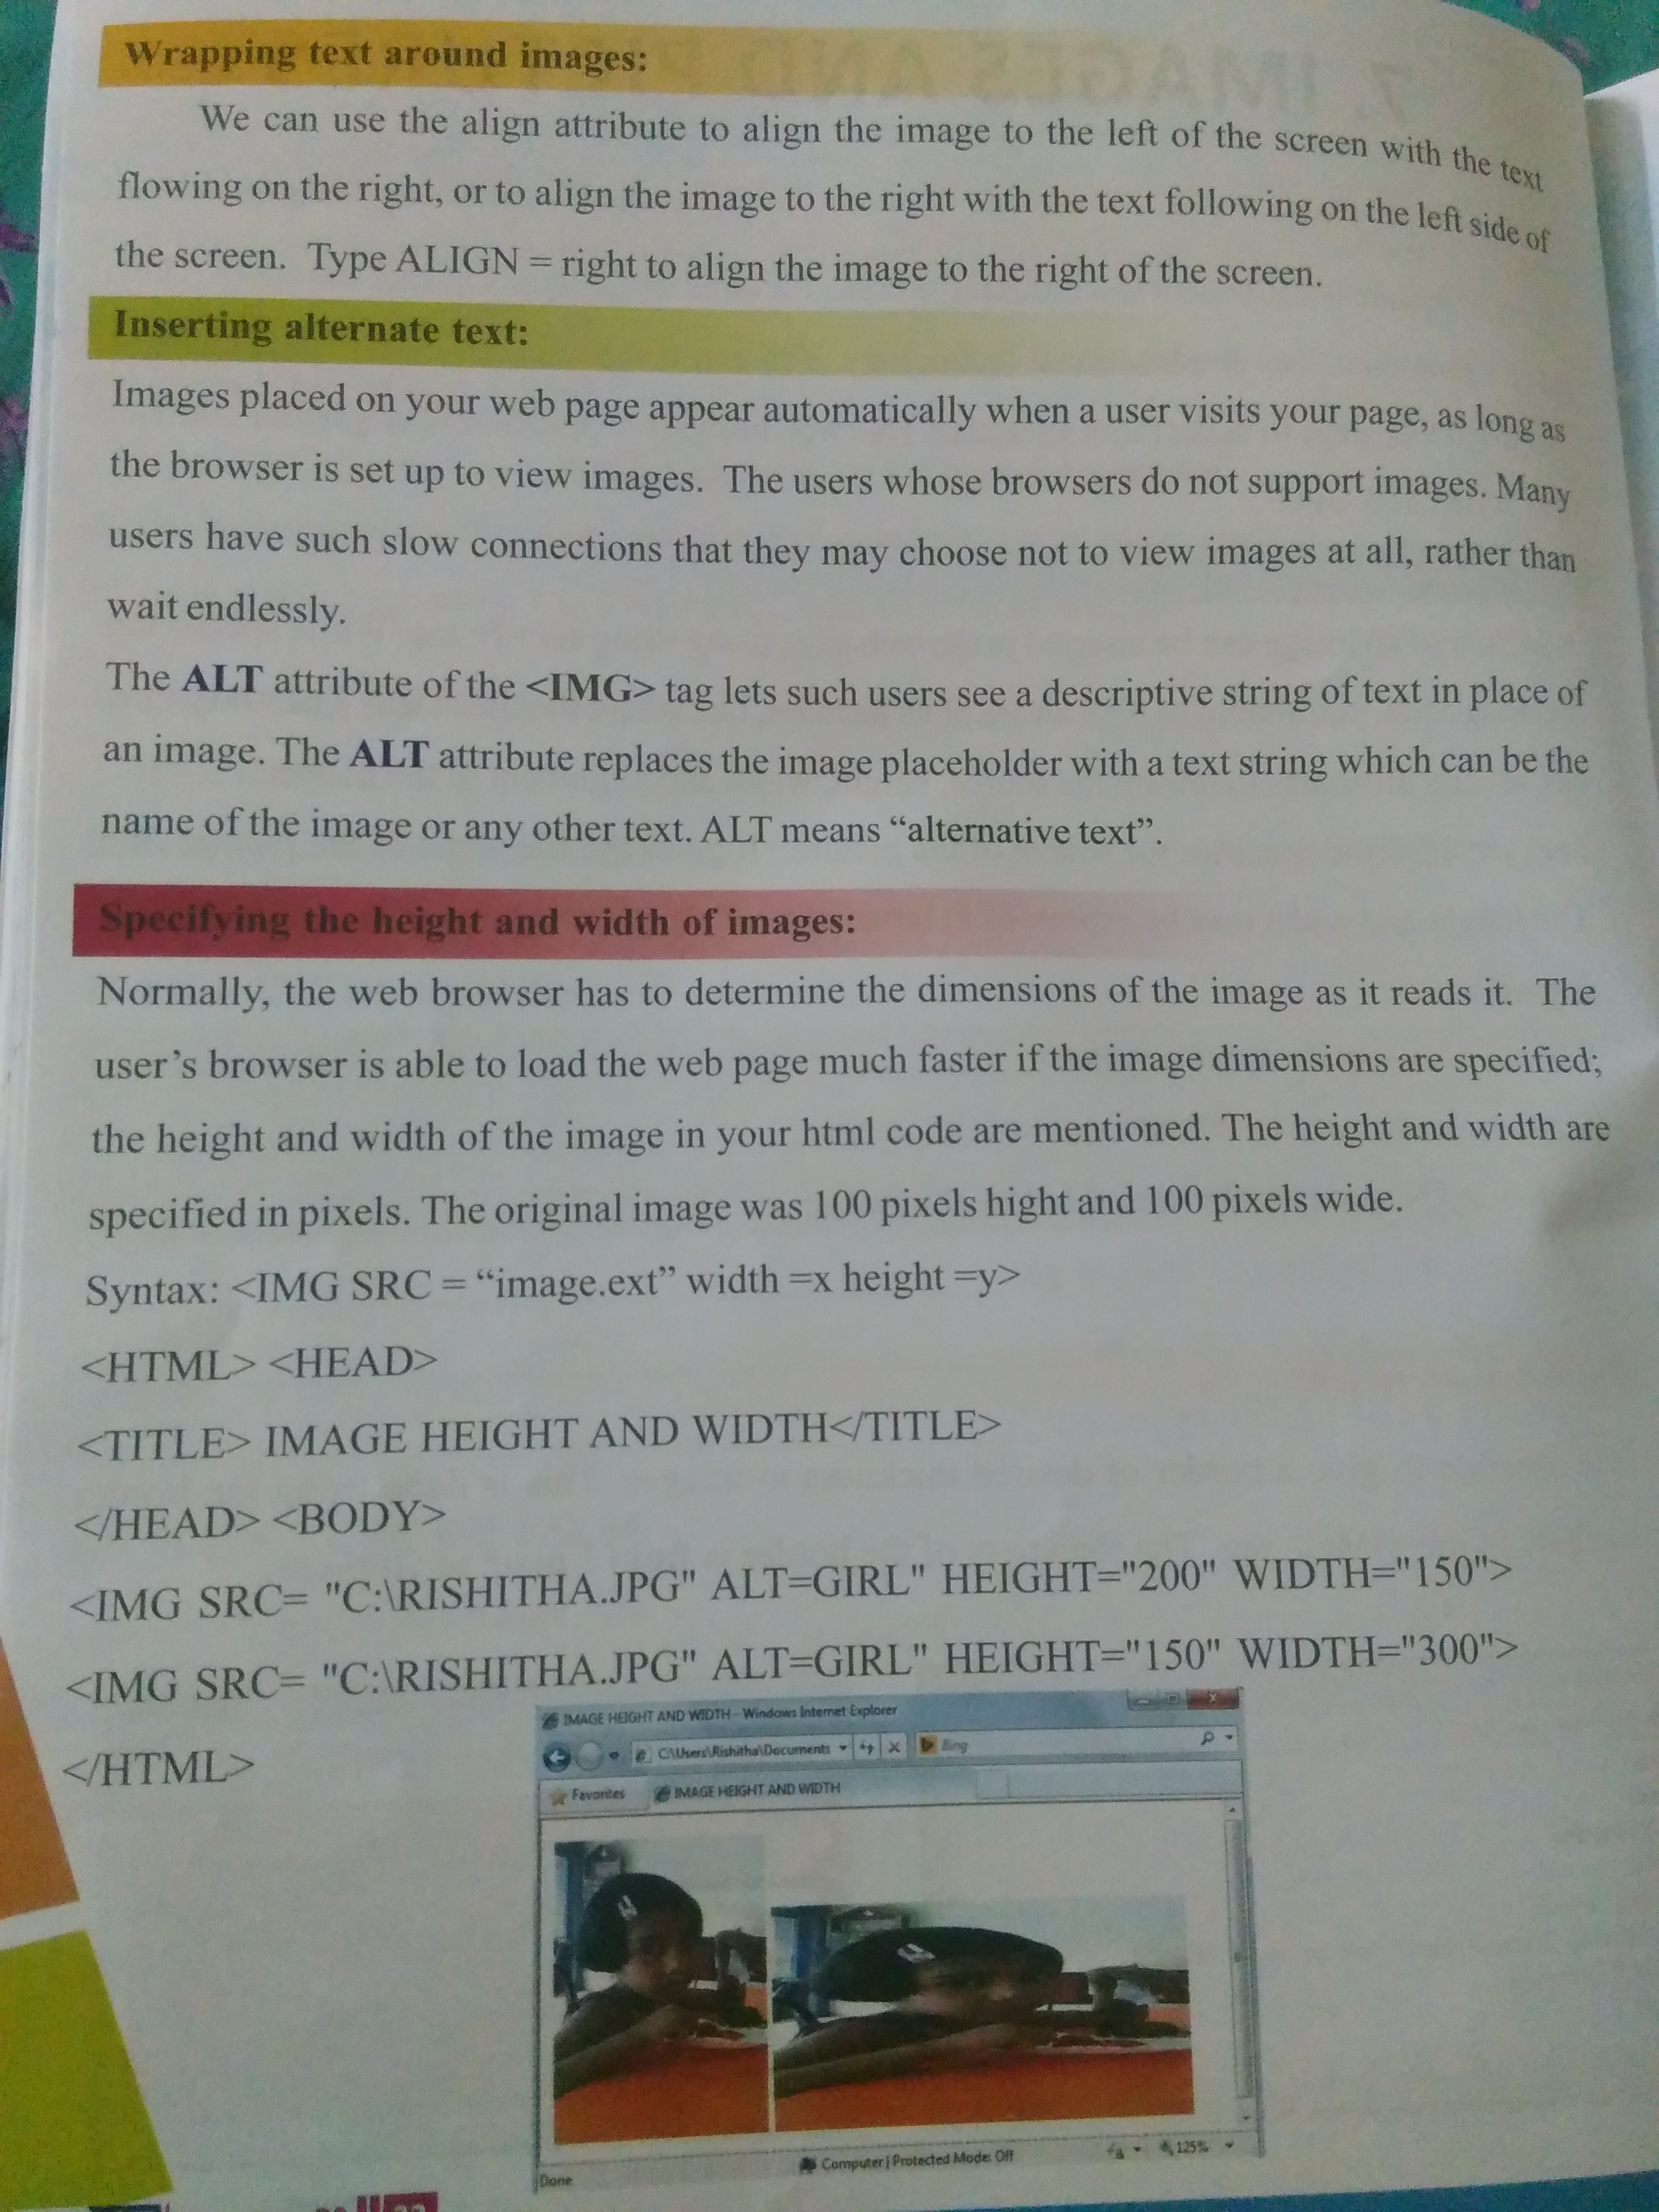 Wrapping text around images:
We can use the align attribute to align the image to the left of the screen with the text
flowing on the right, or to align the image to the right with the text following on the left side of
the screen. Type ALIGN = right to align the image to the right of the screen.
Inserting alternate text:
Images placed on your web page appear automatically when a user visits your page, as long as
the browser is set up to view images. The users whose browsers do not support images. Many
users have such slow connections that they may choose not to view images at all, rather than
wait endlessly.
The ALT attribute of the <IMG> tag lets such users see a descriptive string of text in place of
an image. The ALT attribute replaces the image placeholder with a text string which can be the
name of the image or any other text. ALT means “alternative text”.
Specifying the height and width of images:
Normally, the web browser has to determine the dimensions of the image as it reads it. The
user’s browser is able to load the web page much faster if the image dimensions are specified;
the height and width of the image in your html code are mentioned. The height and width are
specified in pixels. The original image was 100 pixels hight and 100 pixels wide.
Syntax: <IMG SRC = “image.ext” width =x height =y>
<HTML> <HEAD>
<TITLE> IMAGE HEIGHT AND WIDTH</TITLE>
</HEAD> <BODY>
<IMG SRC= "C:\RISHITHA.JPG" ALT=GIRL" HEIGHT="200" WIDTH="150">
<IMG SRC= "C:\RISHITHA.JPG" ALT=GIRL" HEIGHT="150" WIDTH="300">
</HTML>
IMAGE HEIGHT AND WIDTH - Windows Internet Explorer
C:\Users\Rishitha\Documents
Bing
Favorites
IMAGE HEIGHT AND WIDTH
Computer | Protected Mode: Off
125%
Done